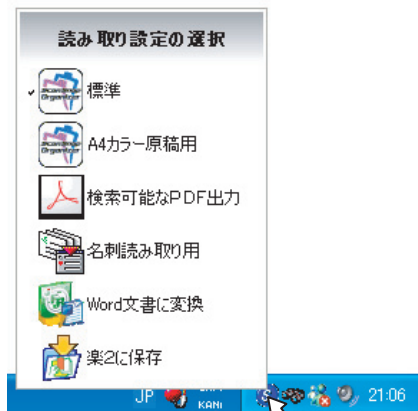 読み取り設定の選択
標準
A4カラー原稿用
検索可能なPDF出力
名刺読み取り用
Word文書に変換
楽2に保存
JP
KANA
21:06